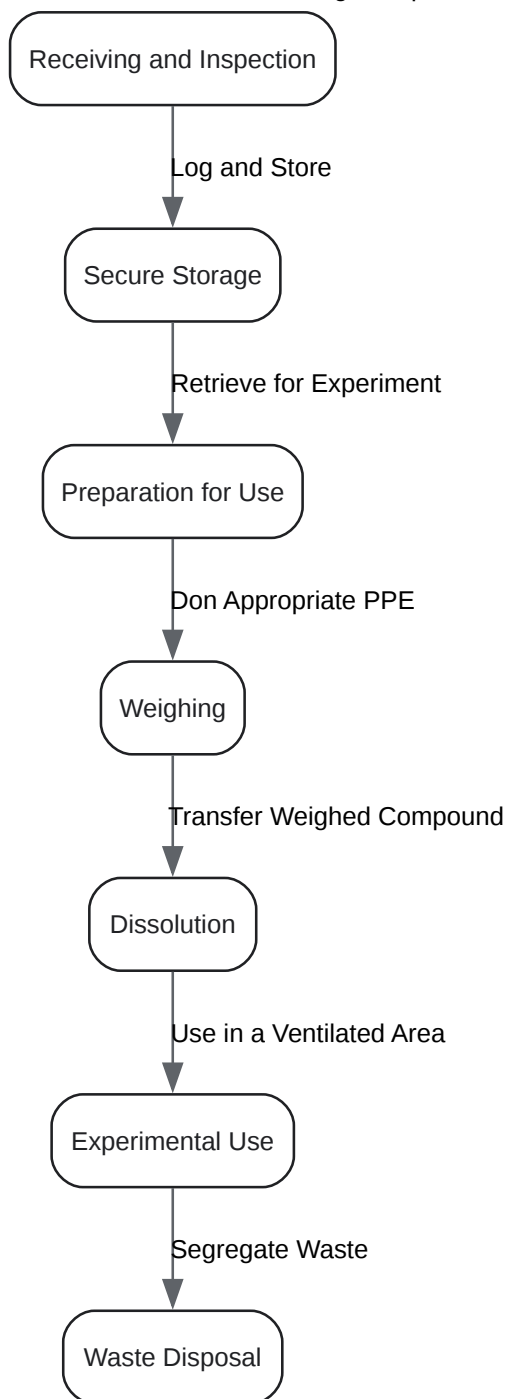 Receiving and Inspection
Log and Store
Secure Storage
Retrieve for Experiment
Preparation for Use
Don Appropriate PPE
Weighing
Transfer Weighed Compound
Dissolution
Use in a Ventilated Area
Experimental Use
Segregate Waste
Waste Disposal